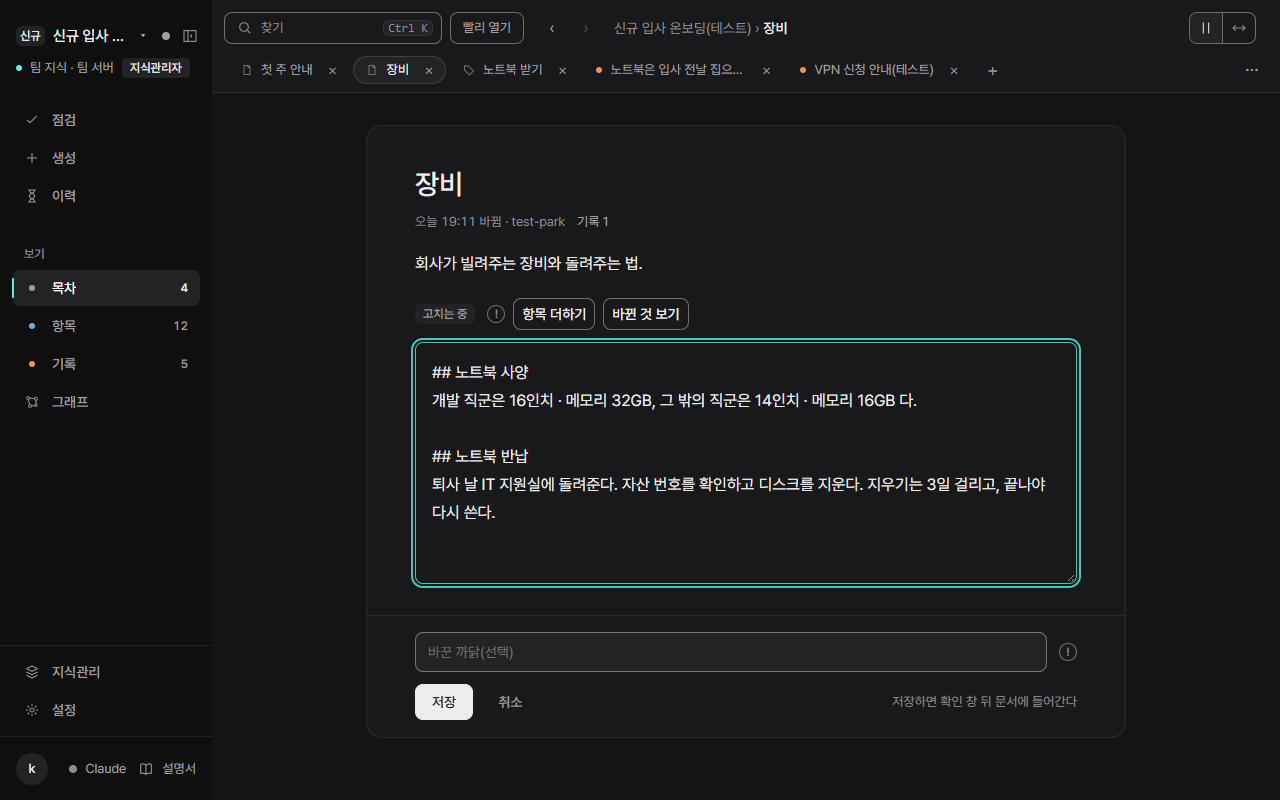 신규 신규 입사 ...
팀 지식 · 팀 서버 지식관리자
점검
생성
이력
보기
목차 4
항목 12
기록 5
그래프
지식관리
설정
k Claude 설명서
찾기 Ctrl K 빨리 열기 ‹ › 신규 입사 온보딩(테스트) › 장비
첫 주 안내 × 장비 × 노트북 받기 × 노트북은 입사 전날 집으... × VPN 신청 안내(테스트) × + ...
장비
오늘 19:11 바뀜 · test-park 기록 1
회사가 빌려주는 장비와 돌려주는 법.
고치는 중 ! 항목 더하기 바뀐 것 보기
## 노트북 사양
개발 직군은 16인치 · 메모리 32GB, 그 밖의 직군은 14인치 · 메모리 16GB 다.
## 노트북 반납
퇴사 날 IT 지원실에 돌려준다. 자산 번호를 확인하고 디스크를 지운다. 지우기는 3일 걸리고, 끝나야
다시 쓴다.
바꾼 까닭(선택) !
저장 취소 저장하면 확인 창 뒤 문서에 들어간다